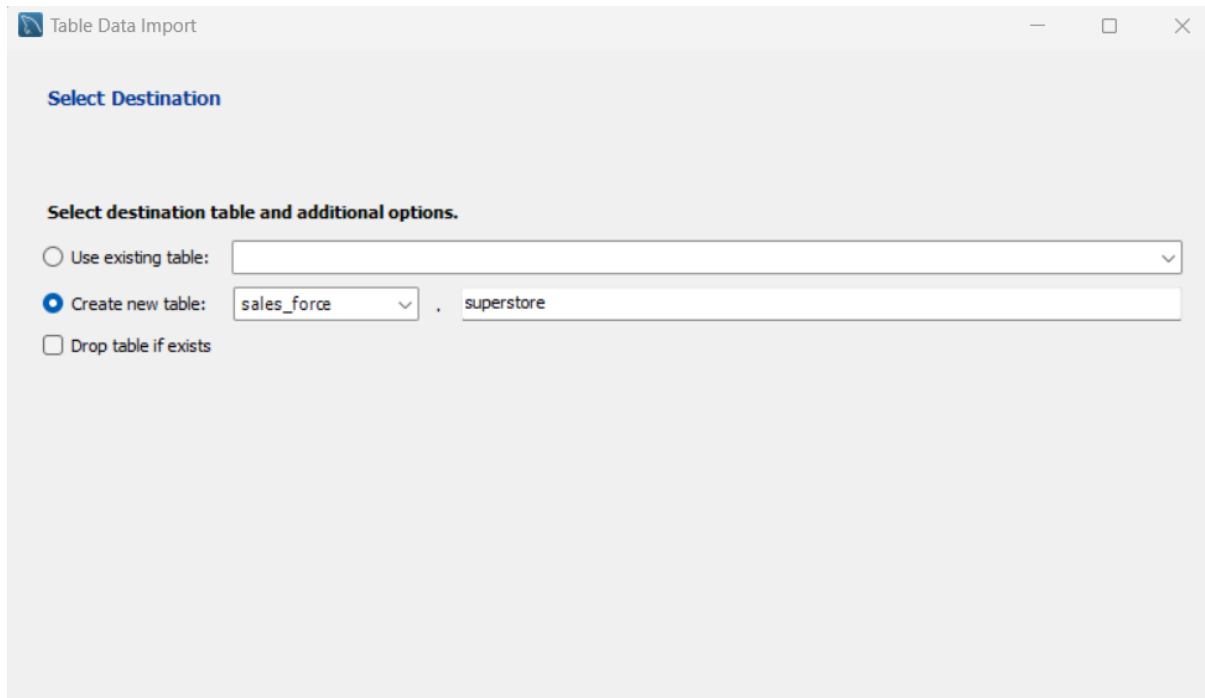 Table Data Import
Select Destination
Select destination table and additional options.
Use existing table:
Create new table: sales_force . superstore
Drop table if exists